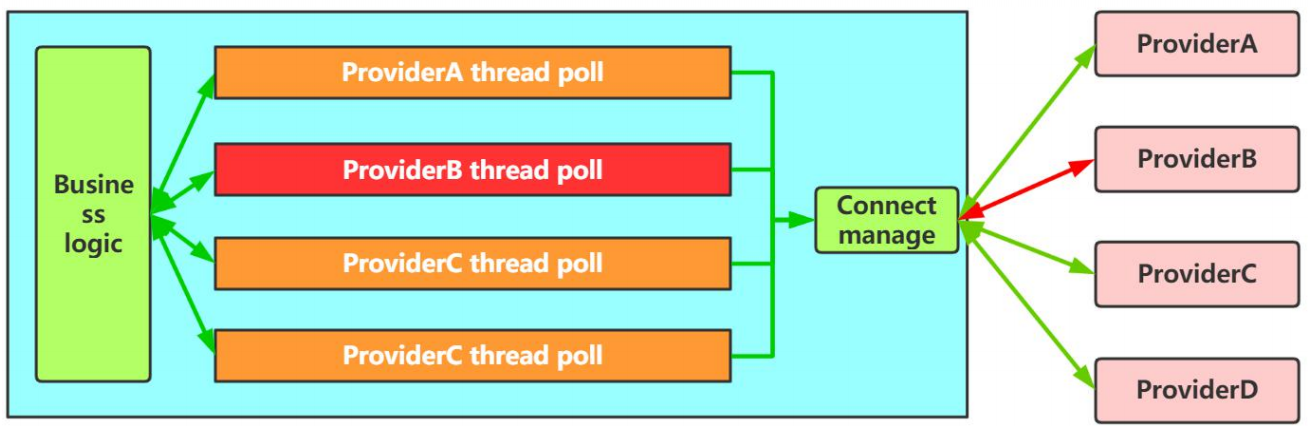 Busine
ss
logic
ProviderA thread poll
ProviderB thread poll
ProviderC thread poll
ProviderC thread poll
Connect
manage
ProviderA
ProviderB
ProviderC
ProviderD